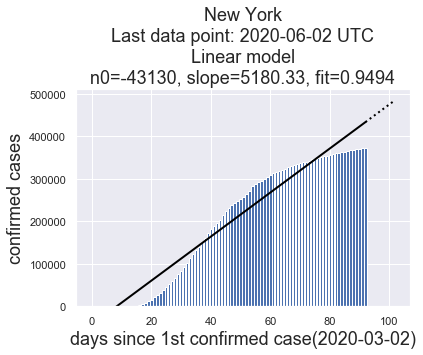 New York
Last data point: 2020-06-02 UTC
Linear model
n0=-43130, slope=5180.33, fit=0.9494
500000
400000
300000
200000
100000
0
confirmed cases
0 20 40 60 80 100
days since 1st confirmed case(2020-03-02)